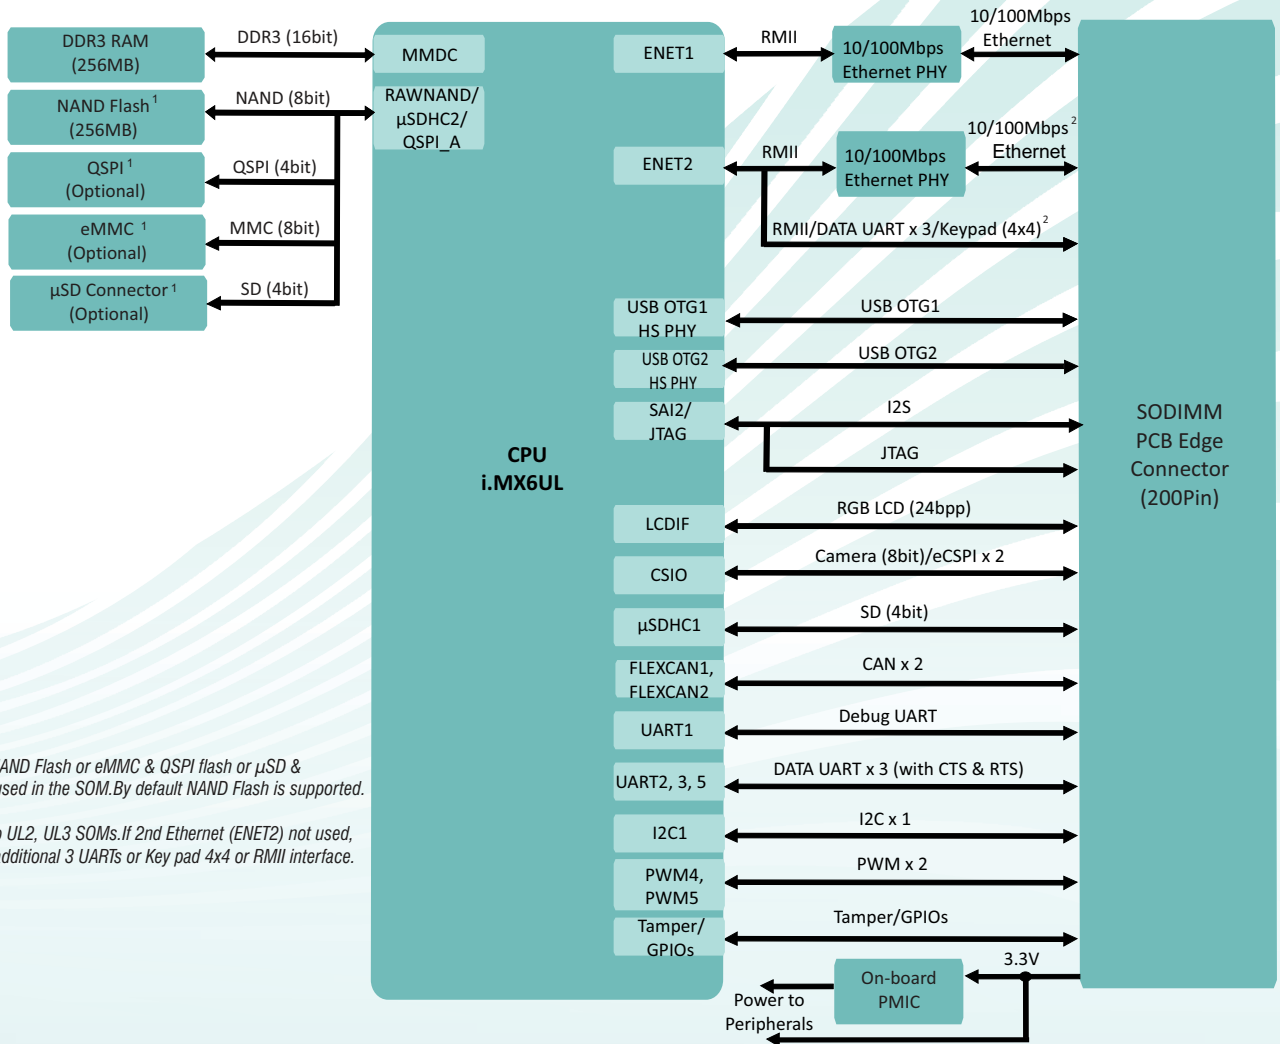 DDR3 RAM
(256MB)
DDR3 (16bit)
MMDC
NAND Flash 1
(256MB)
NAND (8bit)
RAWNAND/
µSDHC2/
QSPI_A
QSPI 1
(Optional)
QSPI (4bit)
eMMC 1
(Optional)
MMC (8bit)
µSD Connector 1
(Optional)
SD (4bit)
CPU
i.MX6UL
ENET1
RMII
10/100Mbps
Ethernet PHY
10/100Mbps
Ethernet
ENET2
RMII
10/100Mbps
Ethernet PHY
10/100Mbps 2
Ethernet
RMII/DATA UART x 3/Keypad (4x4) 2
USB OTG1
HS PHY
USB OTG1
USB OTG2
HS PHY
USB OTG2
SAI2/
JTAG
I2S
JTAG
LCDIF
RGB LCD (24bpp)
CSIO
Camera (8bit)/eCSPI x 2
µSDHC1
SD (4bit)
FLEXCAN1,
FLEXCAN2
CAN x 2
UART1
Debug UART
UART2, 3, 5
DATA UART x 3 (with CTS & RTS)
I2C1
I2C x 1
PWM4,
PWM5
PWM x 2
Tamper/
GPIOs
Tamper/GPIOs
3.3V
On-board
PMIC
Power to
Peripherals
SODIMM
PCB Edge
Connector
(200Pin)
AND Flash or eMMC & QSPI flash or µSD &
used in the SOM.By default NAND Flash is supported.
o UL2, UL3 SOMs.If 2nd Ethernet (ENET2) not used,
additional 3 UARTs or Key pad 4x4 or RMII interface.